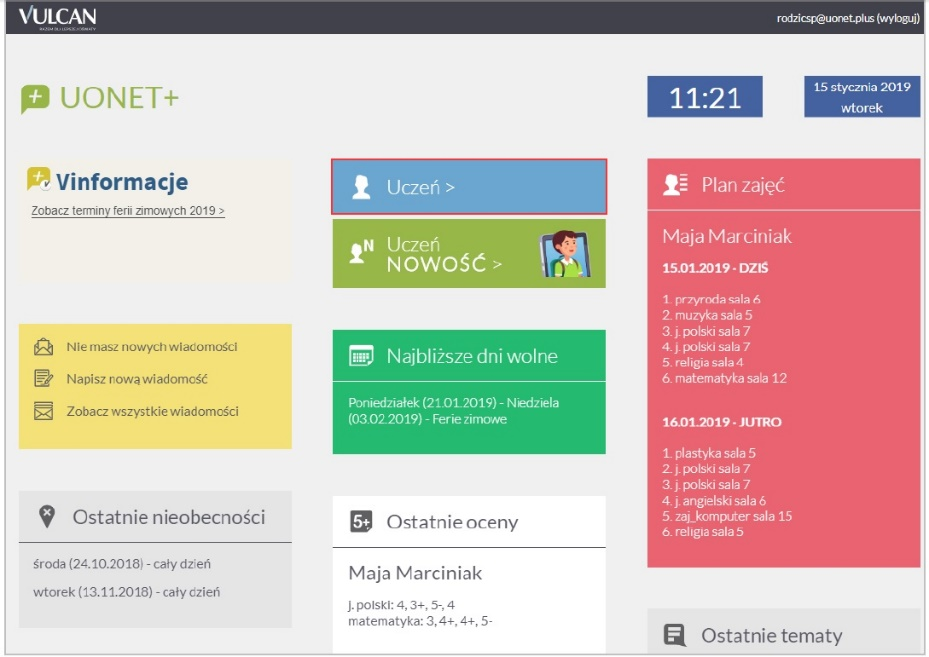 VULCAN
rodzicsp@uonet.plus (wyloguj)
UONET+
11:21
15 stycznia 2019
wtorek
Vinformacje
Zobacz terminy ferii zimowych 2019 >
Nie masz nowych wiadomości
Napisz nową wiadomość
Zobacz wszystkie wiadomości
Ostatnie nieobecności
środa (24.10.2018) - cały dzień
wtorek (13.11.2018) - cały dzień
Uczeń >
N Uczeń
NOWOŚĆ >
Najbliższe dni wolne
Poniedziałek (21.01.2019) - Niedziela
(03.02.2019) - Ferie zimowe
5+ Ostatnie oceny
Maja Marciniak
j. polski: 4, 3+, 5-, 4
matematyka: 3, 4+, 4+, 5-
Plan zajęć
Maja Marciniak
15.01.2019 - DZIŚ
1. przyroda sala 6
2. muzyka sala 5
3. j. polski sala 7
4. j. polski sala 7
5. religia sala 4
6. matematyka sala 12
16.01.2019 - JUTRO
1. plastyka sala 5
2. j. polski sala 7
3. j. polski sala 7
4. j. angielski sala 6
5. zaj_komputer sala 15
6. religia sala 5
Ostatnie tematy